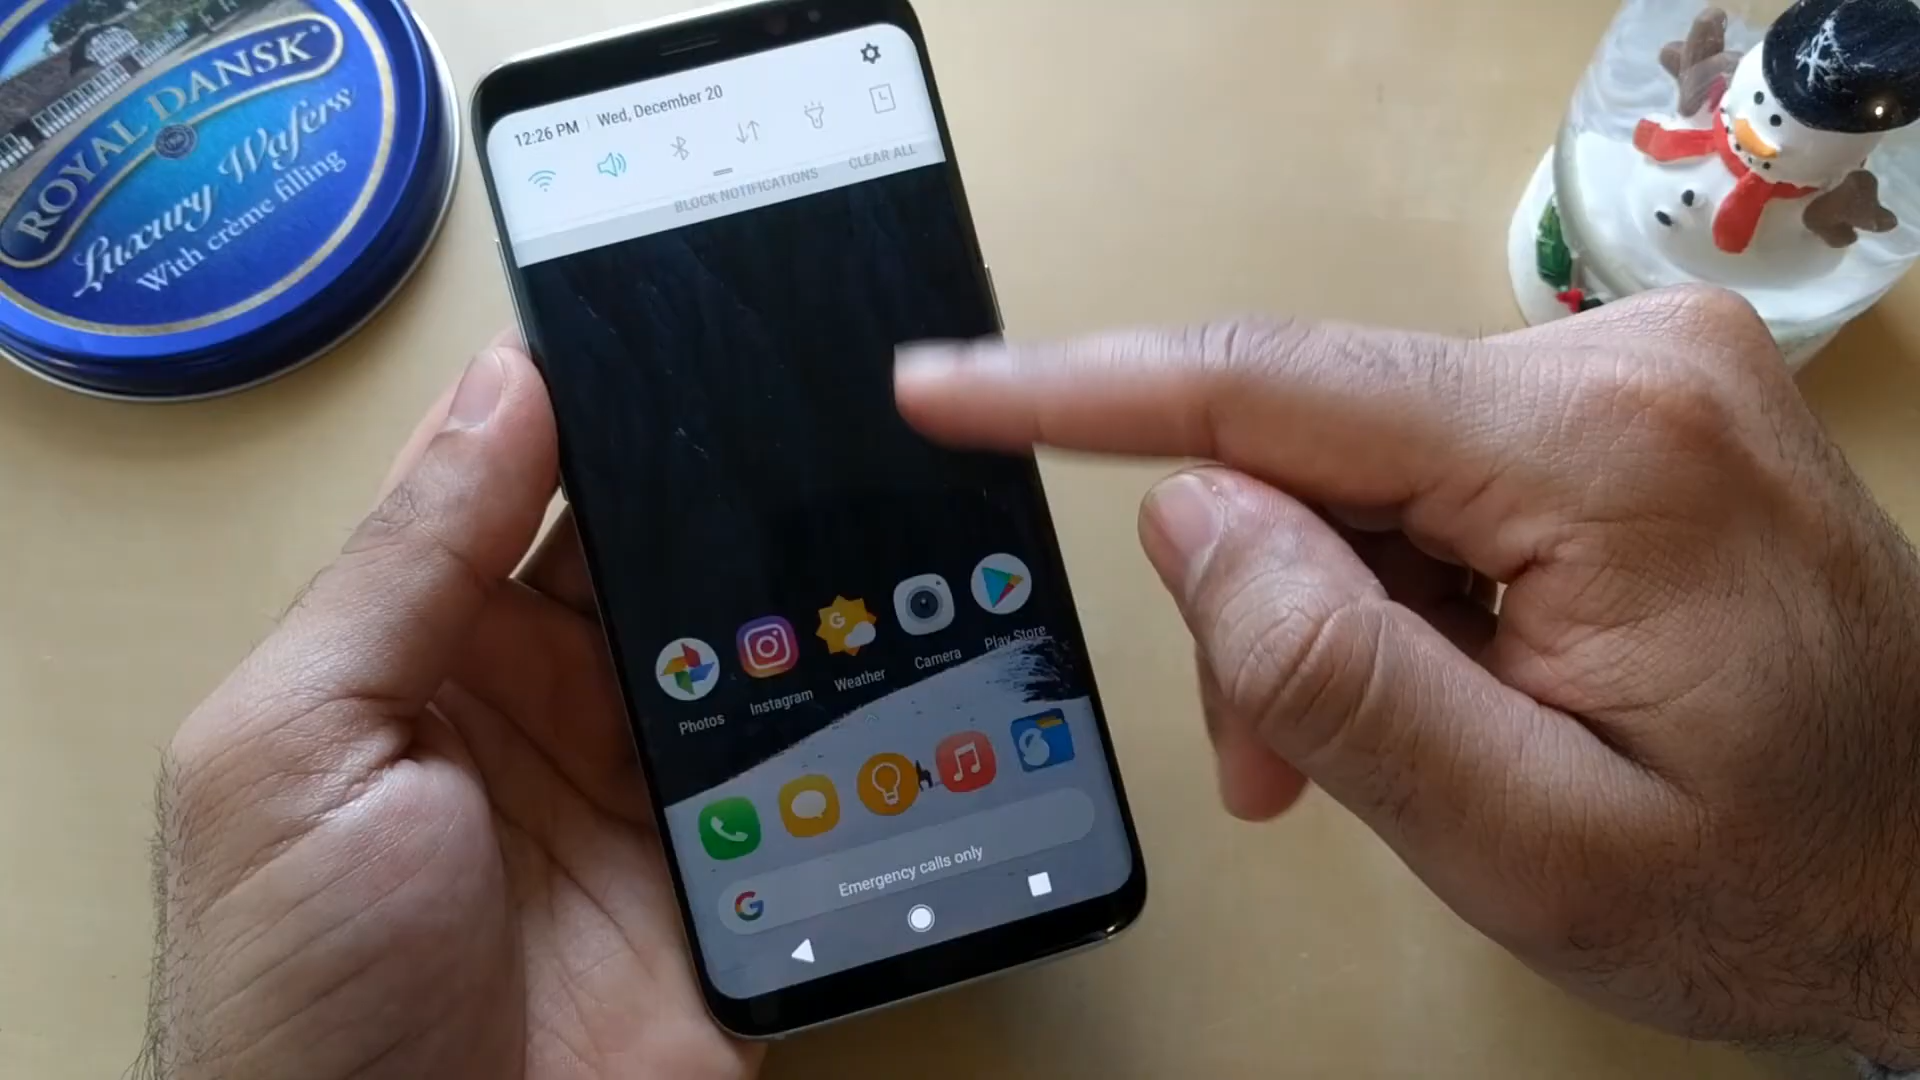 ROYAL DANSK
Luxury Wafers
With crème filling
12:26 PM | Wed, December 20
BLOCK NOTIFICATIONS
CLEAR ALL
Photos
Instagram
Weather
Camera
Play Store
Emergency calls only